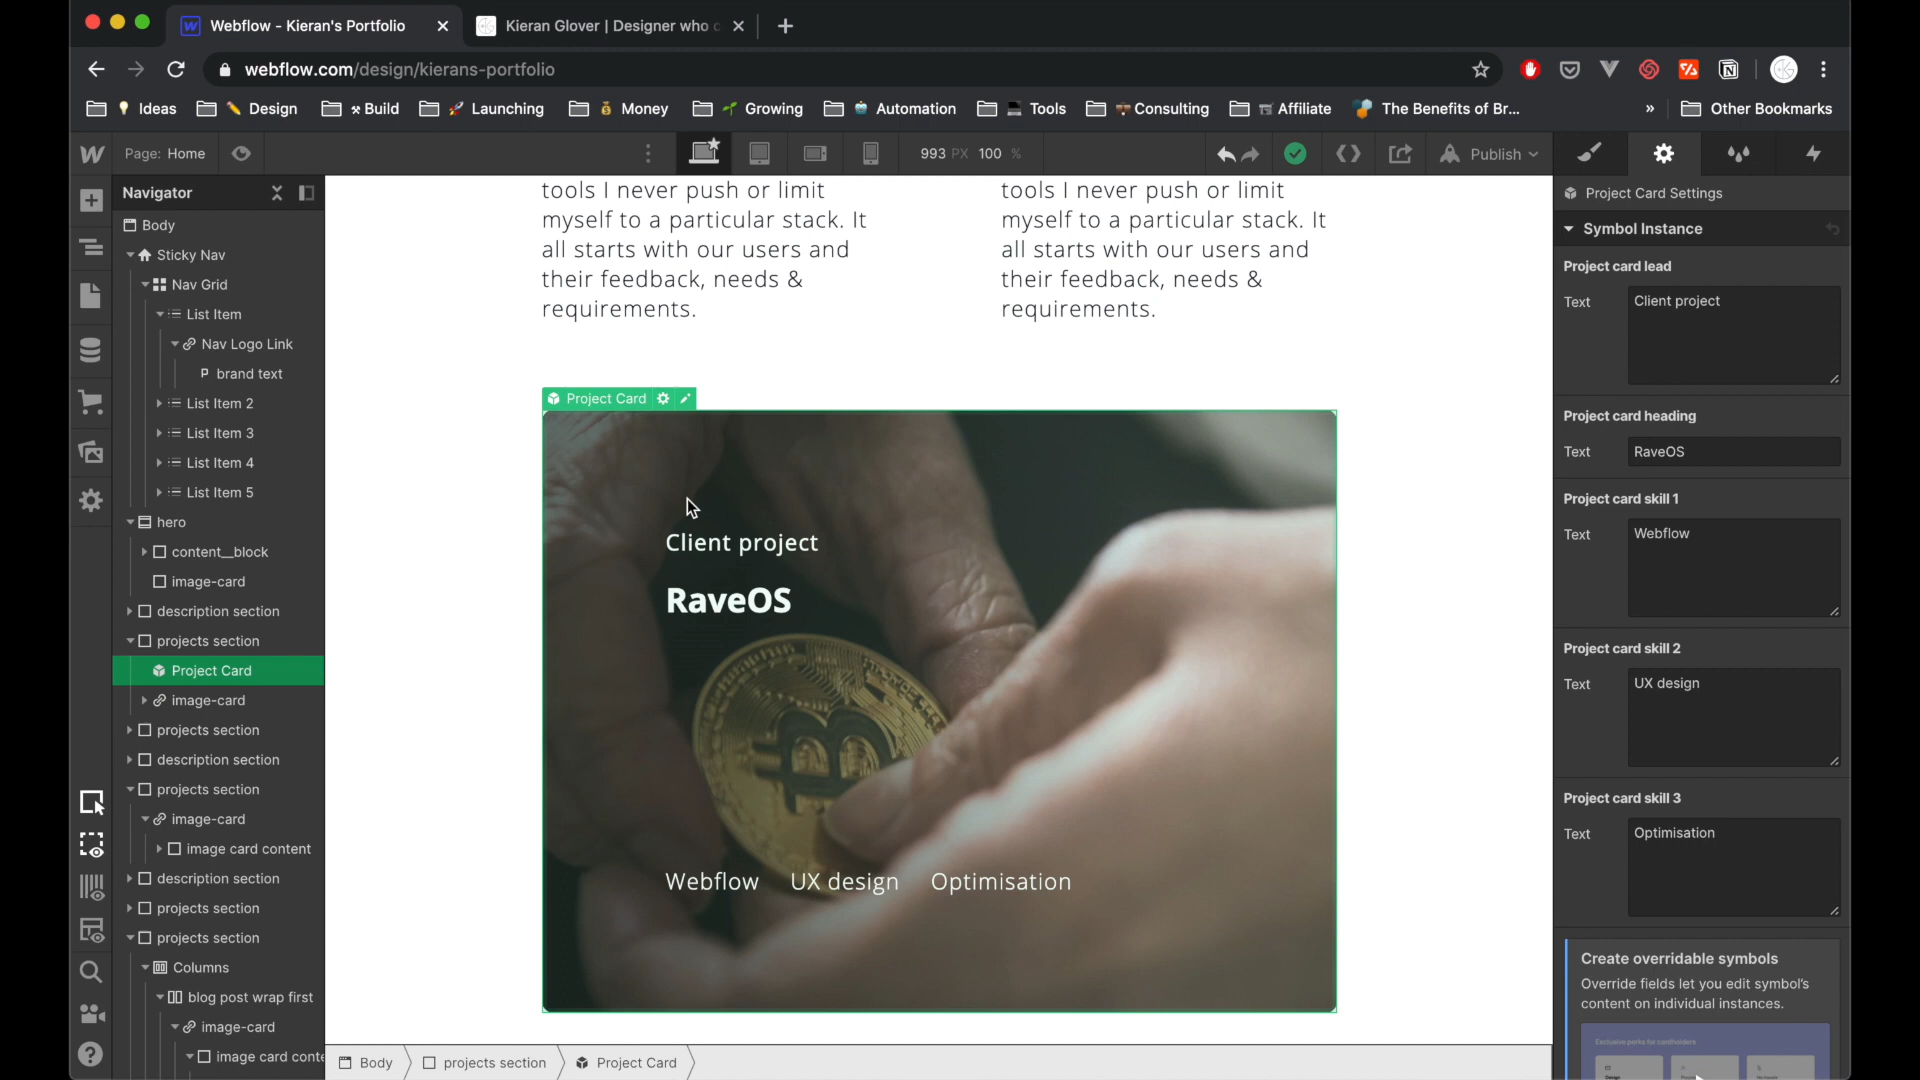 Webflow - Kieran's Portfolio
Kieran Glover | Designer who c
webflow.com/design/kierans-portfolio
Ideas
Design
Build
Launching
Money
Growing
Automation
Tools
Consulting
Affiliate
The Benefits of Br...
»
Other Bookmarks
Page: Home
993 PX 100 %
Publish
Navigator
Body
Sticky Nav
Nav Grid
List Item
Nav Logo Link
brand text
List Item 2
List Item 3
List Item 4
List Item 5
hero
content__block
image-card
description section
projects section
Project Card
image-card
projects section
description section
projects section
image-card
image card content
description section
projects section
projects section
Columns
blog post wrap first
image-card
image card conte
tools I never push or limit
myself to a particular stack. It
all starts with our users and
their feedback, needs &
requirements.
tools I never push or limit
myself to a particular stack. It
all starts with our users and
their feedback, needs &
requirements.
Project Card
Client project
RaveOS
Webflow UX design Optimisation
Body
projects section
Project Card
Project Card Settings
Symbol Instance
Project card lead
Text Client project
Project card heading
Text RaveOS
Project card skill 1
Text Webflow
Project card skill 2
Text UX design
Project card skill 3
Text Optimisation
Create overridable symbols
Override fields let you edit symbol's
content on individual instances.
Exclusive perks for cardholders